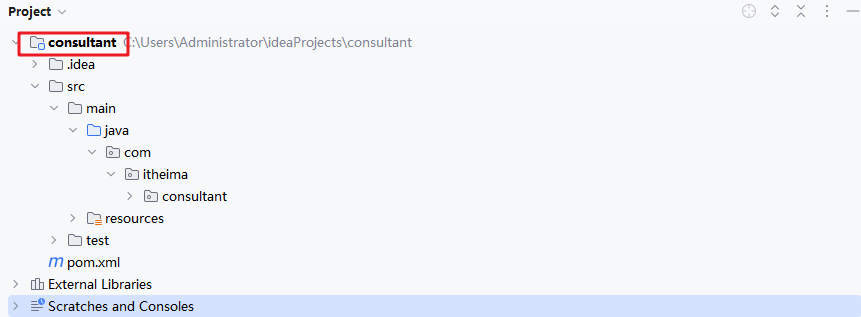 Project
consultant C:\Users\Administrator\ideaProjects\consultant
.idea
src
main
java
com
itheima
consultant
resources
test
pom.xml
External Libraries
Scratches and Consoles